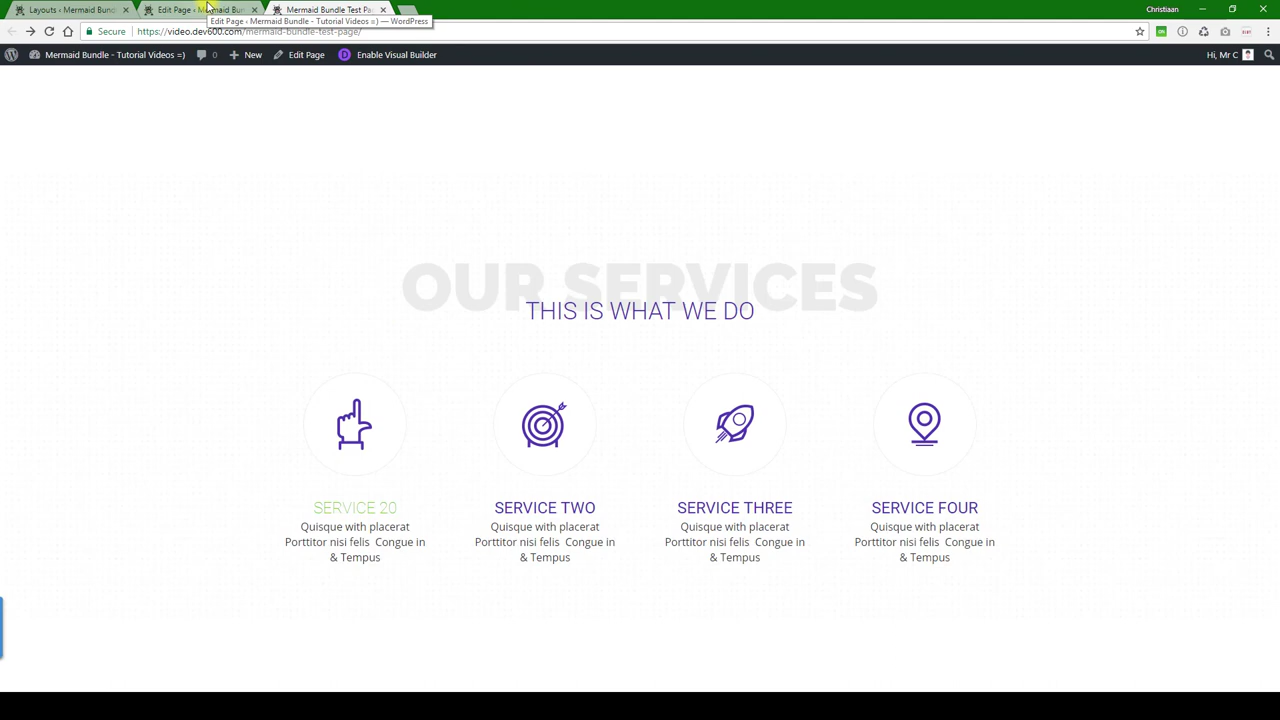 Layouts ‹ Mermaid Bund
Edit Page ‹ Mermaid Bun
Mermaid Bundle Test Pa
Christiaan
Edit Page ‹ Mermaid Bundle - Tutorial Videos =) — WordPress
Secure
https://video.dev600.com/mermaid-bundle-test-page/
Mermaid Bundle - Tutorial Videos =)
0
New
Edit Page
D
Enable Visual Builder
Hi, Mr C
OUR SERVICES
THIS IS WHAT WE DO
SERVICE 20
SERVICE TWO
SERVICE THREE
SERVICE FOUR
Quisque with placerat
Porttitor nisi felis Congue in
& Tempus
Quisque with placerat
Porttitor nisi felis Congue in
& Tempus
Quisque with placerat
Porttitor nisi felis Congue in
& Tempus
Quisque with placerat
Porttitor nisi felis Congue in
& Tempus